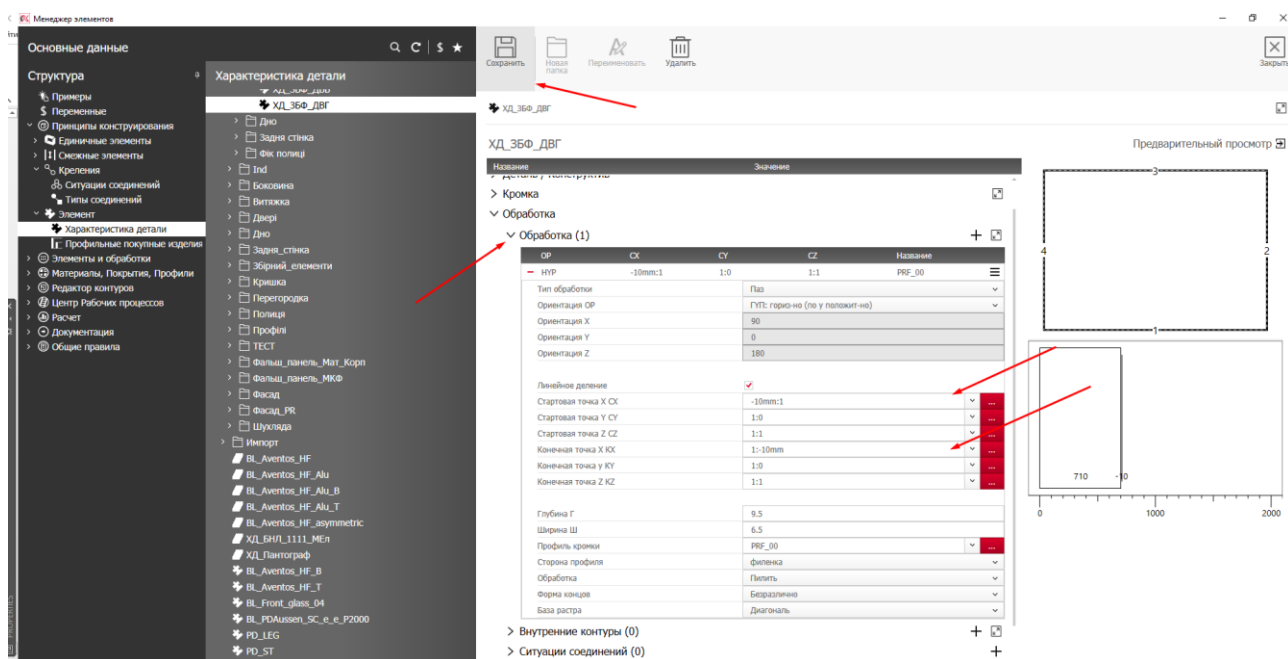 Менеджер элементов
Основные данные
Структура
Примеры
$ Переменные
Принципы конструирования
Единичные элементы
Смежные элементы
Крепления
Ситуации соединений
Типы соединений
Элемент
Характеристика детали
Профильные покупные изделия
Элементы и обработки
Материалы, Покрытия, Профили
Редактор контуров
Центр Рабочих процессов
Расчет
Документация
Общие правила
Характеристика детали
ХД_ЗБФ_ДВГ
Дно
Задня стінка
Фік полиці
Ind
Боковина
Витяжка
Двері
Дно
Задня_стінка
Збірний_елементи
Кришка
Перегородка
Полиця
Профілі
ТЕСТ
Фальш_панель_Мат_Корп
Фальш_панель_МКФ
Фасад
Фасад_PR
Шухляда
Импорт
BL_Aventos_HF
BL_Aventos_HF_Alu
BL_Aventos_HF_Alu_B
BL_Aventos_HF_Alu_T
BL_Aventos_HF_asymmetric
ХД_БНЛ_1111_МЕл
ХД_Пантограф
BL_Aventos_HF_B
BL_Aventos_HF_T
BL_Front_glass_04
BL_PDAussen_SC_e_e_P2000
PD_LEG
PD_ST
Сохранить
Новая папка
Переименовать
Удалить
Закрыть
ХД_ЗБФ_ДВГ
ХД_ЗБФ_ДВГ
Предварительный просмотр
Название Значение
Кромка
Обработка
Обработка (1)
OP CX CY CZ Название
HYP -10mm:1 1:0 1:1 PRF_00
Тип обработки Паз
Ориентация OP ГУП: гориз-но (по y положит-но)
Ориентация X 90
Ориентация Y 0
Ориентация Z 180
Линейное деление
Стартовая точка X CX -10mm:1 ...
Стартовая точка Y CY 1:0 ...
Стартовая точка Z CZ 1:1 ...
Конечная точка X KX 1:-10mm ...
Конечная точка y KY 1:0 ...
Конечная точка Z KZ 1:1 ...
Глубина Г 9.5
Ширина Ш 6.5
Профиль кромки PRF_00 ...
Сторона профиля филенка
Обработка Пилить
Форма концов Безразлично
База растра Диагональ
Внутренние контуры (0)
Ситуации соединений (0)
3
4 2
1
710 -10
0 1000 2000